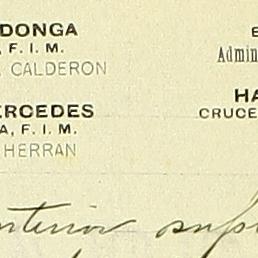 DONGA
, F. I. M.
CALDERON
ERCEDES
A, F. I. M.
HERRAN
Admin
HA
CRUCE